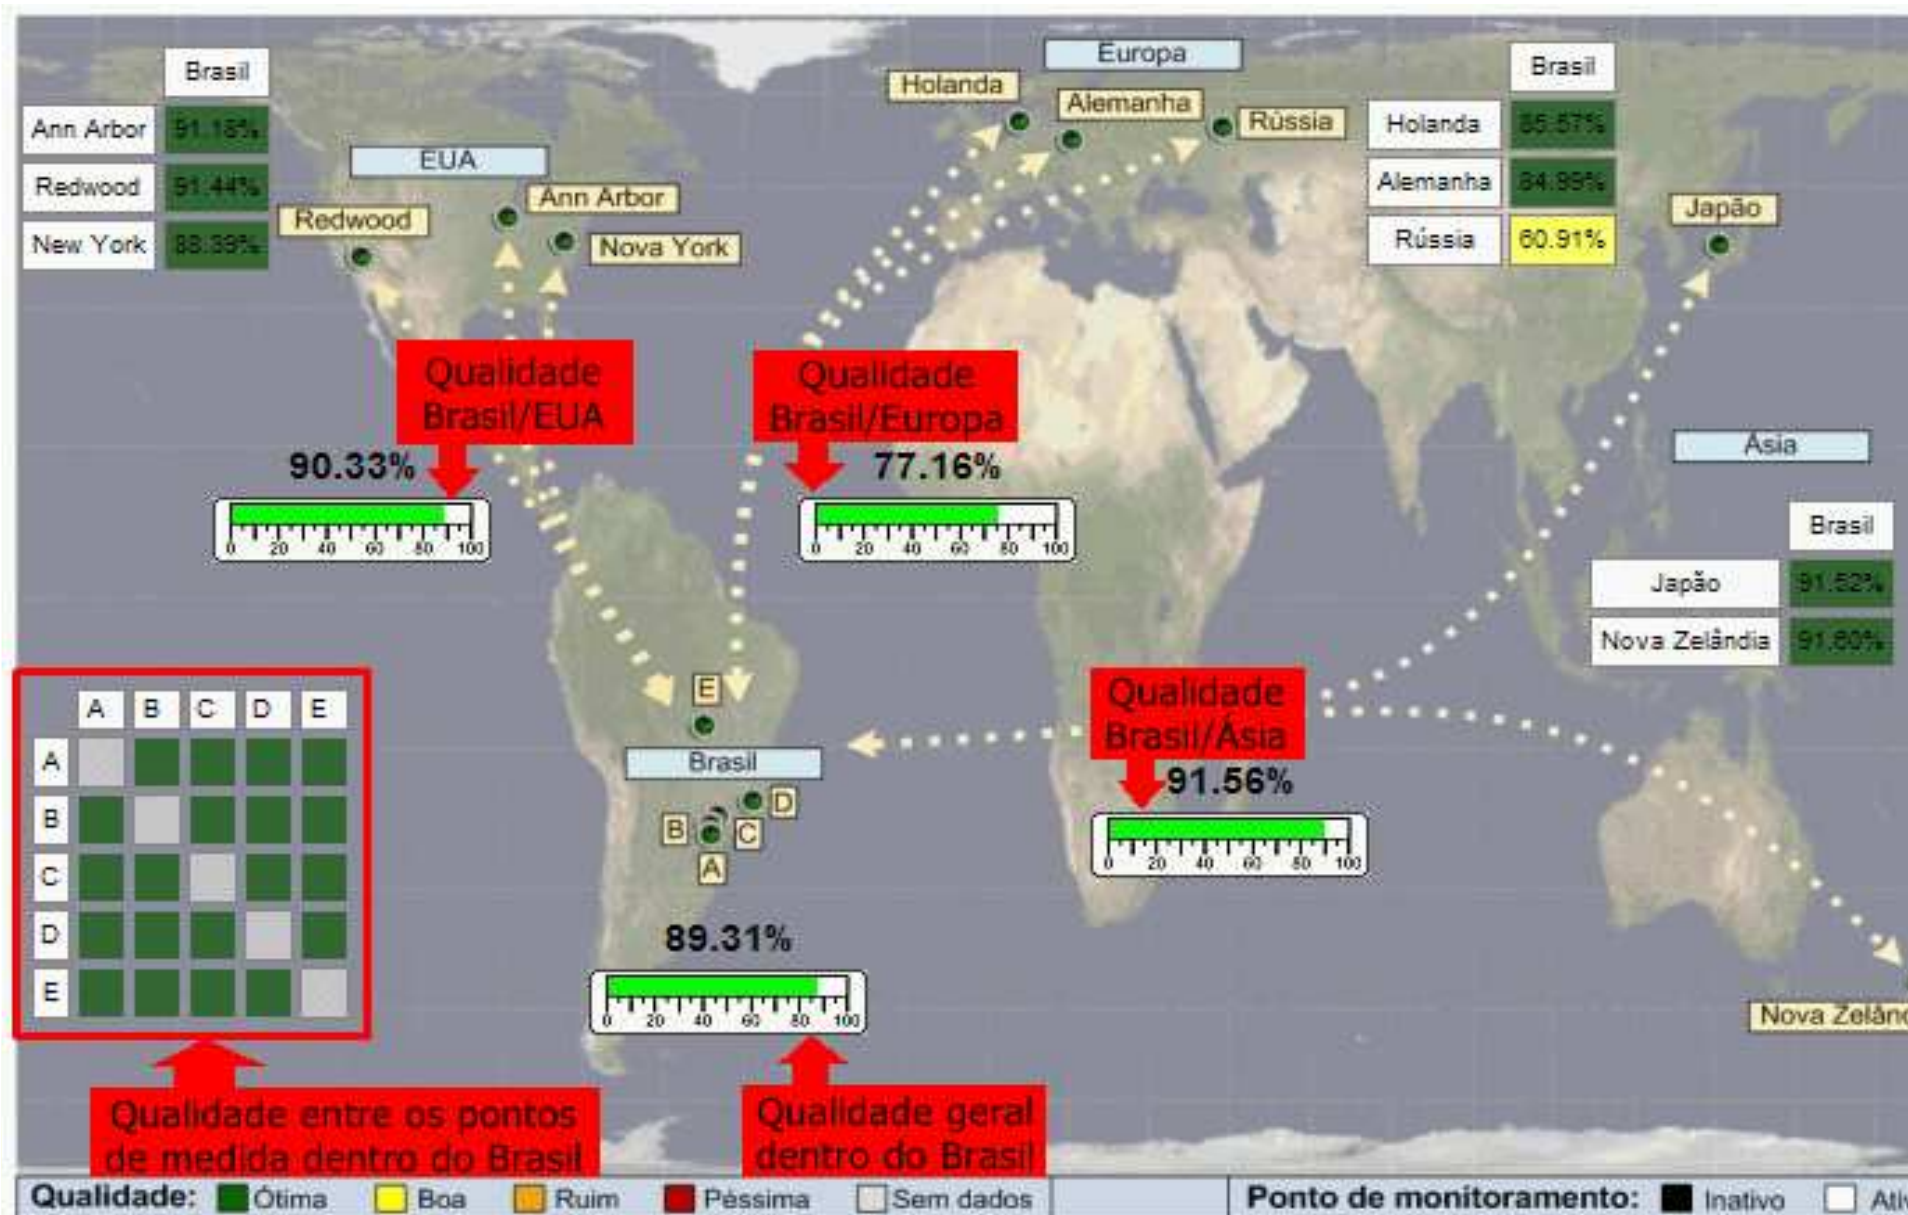 Brasil
Ann Arbor 91.18%
Redwood 91.44%
New York 88.39%
EUA
Redwood
Ann Arbor
Nova York
Europa
Holanda
Alemanha
Rússia
Brasil
Holanda 85.57%
Alemanha 84.99%
Rússia 60.91%
Japão
Qualidade
Brasil/EUA
90.33%
0 20 40 60 80 100
Qualidade
Brasil/Europa
77.16%
0 20 40 60 80 100
Ásia
Brasil
Japão 91.52%
Nova Zelândia 91.60%
Qualidade
Brasil/Ásia
91.56%
0 20 40 60 80 100
E
Brasil
D
B C
A
89.31%
0 20 40 60 80 100
A B C D E
A
B
C
D
E
Nova Zelând
Qualidade entre os pontos
de medida dentro do Brasil
Qualidade geral
dentro do Brasil
Qualidade: Ótima Boa Ruim Péssima Sem dados Ponto de monitoramento: Inativo Ativ